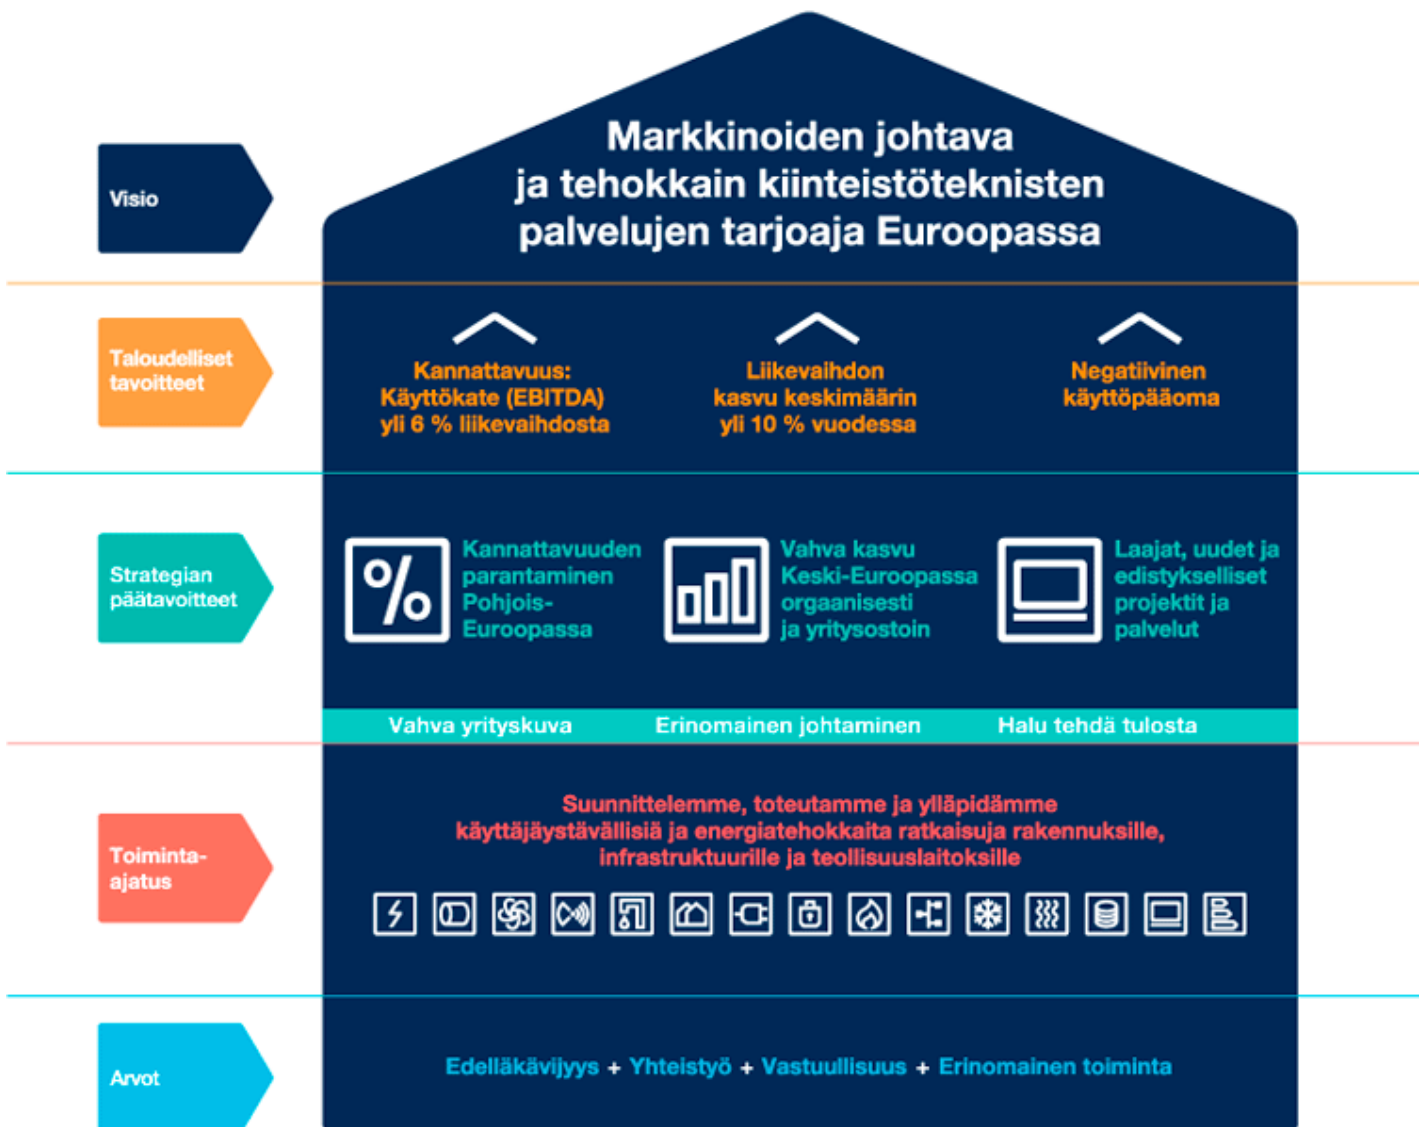 Visio
Markkinoiden johtava
ja tehokkain kiinteistöteknisten
palvelujen tarjoaja Euroopassa
Taloudelliset
tavoitteet
Kannattavuus:
Käyttökate (EBITDA)
yli 6 % liikevaihdosta
Liikevaihdon
kasvu keskimäärin
yli 10 % vuodessa
Negatiivinen
käyttöpääoma
Strategian
päätavoitteet
%
Kannattavuuden
parantaminen
Pohjois-
Euroopassa
Vahva kasvu
Keski-Euroopassa
orgaanisesti
ja yritysostoin
Laajat, uudet ja
edistykselliset
projektit ja
palvelut
Vahva yrityskuva
Erinomainen johtaminen
Halu tehdä tulosta
Toiminta-
ajatus
Suunnittelemme, toteutamme ja ylläpidämme
käyttäjäystävällisiä ja energiatehokkaita ratkaisuja rakennuksille,
infrastruktuurille ja teollisuuslaitoksille
Arvot
Edelläkävijyys + Yhteistyö + Vastuullisuus + Erinomainen toiminta